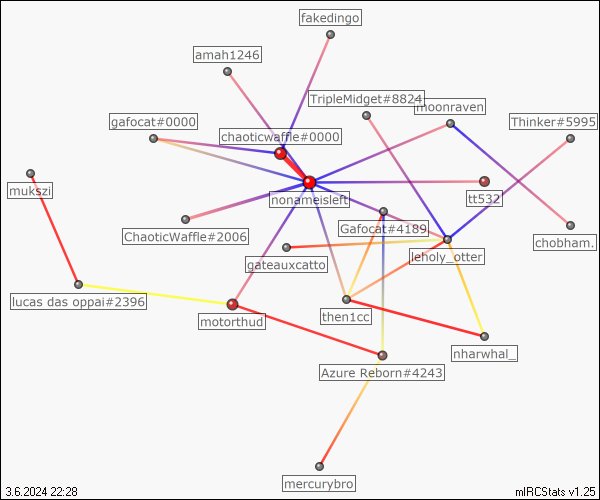 fakedingo
amah1246
TripleMidget#8824
moonraven
gafocat#0000
Thinker#5995
chaoticwaffle#0000
mukszi
nonameisleft
tt532
ChaoticWaffle#2006
Gafocat#4189
chobham.
leholy_otter
gateauxcatto
lucas das oppai#2396
motorthud
then1cc
nharwhal_
Azure Reborn#4243
mercurybro
3.6.2024 22:28
mIRCStats v1.25